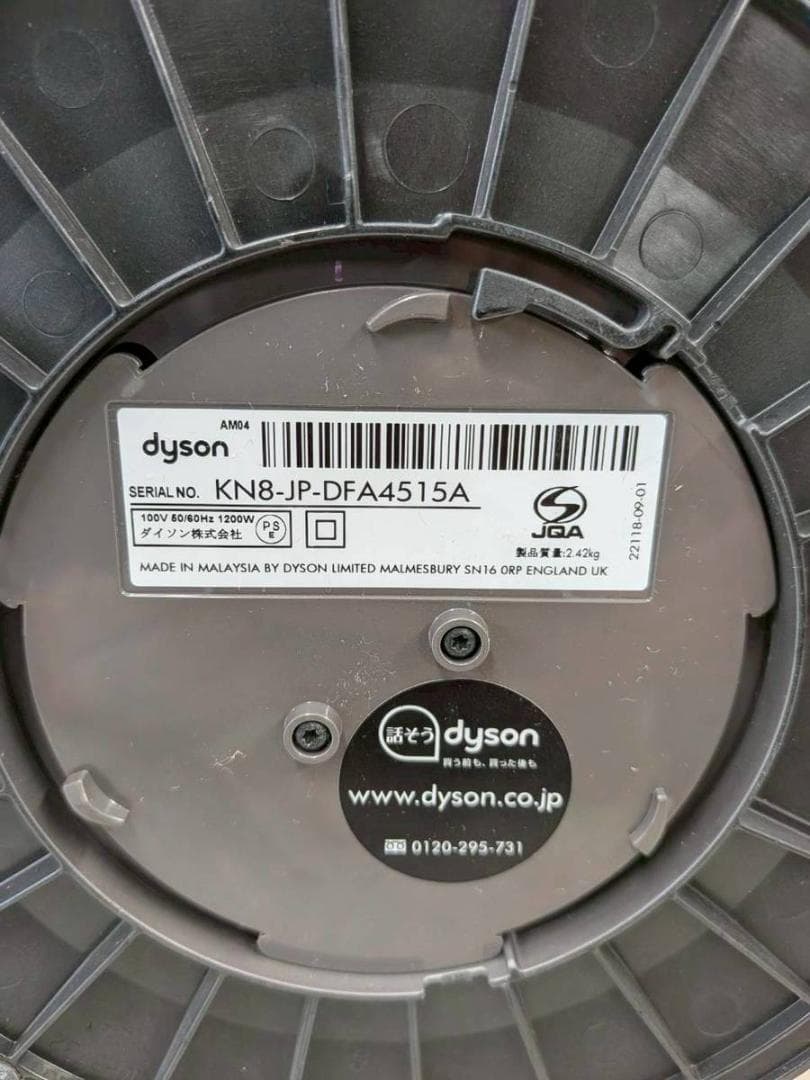 AM04
dyson
SERIAL NO. KN8-JP-DFA4515A
100V 50/60Hz 1200W
ダイソン株式会社
PS
E
JQA
製品質量:2.42kg
22118-09-01
MADE IN MALAYSIA BY DYSON LIMITED MALMESBURY SN16 0RP ENGLAND UK
話そう dyson
買う前も、買った後も
www.dyson.co.jp
0120-295-731